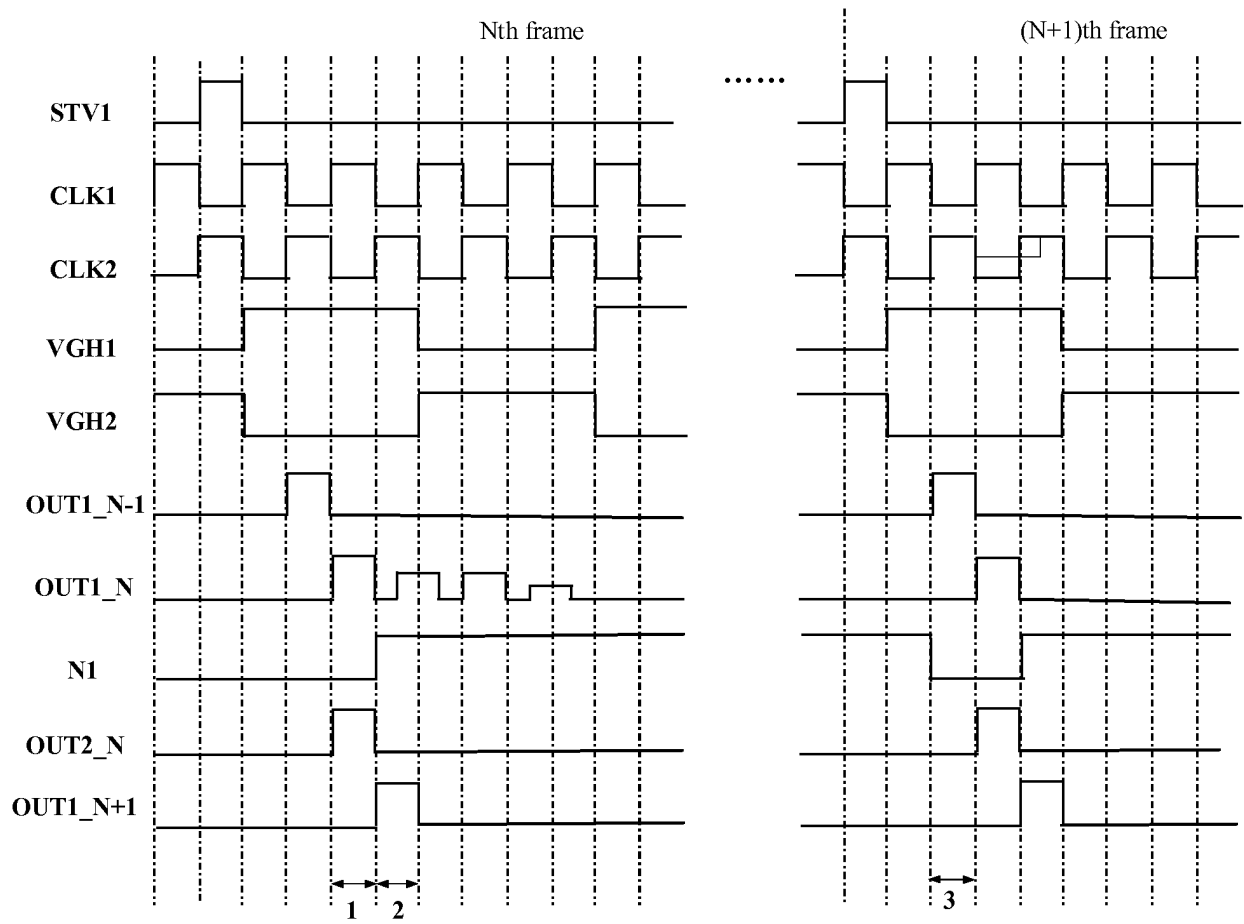 Nth frame
(N+1)th frame
......
STV1
CLK1
CLK2
VGH1
VGH2
OUT1_N-1
OUT1_N
N1
OUT2_N
OUT1_N+1
1
2
3